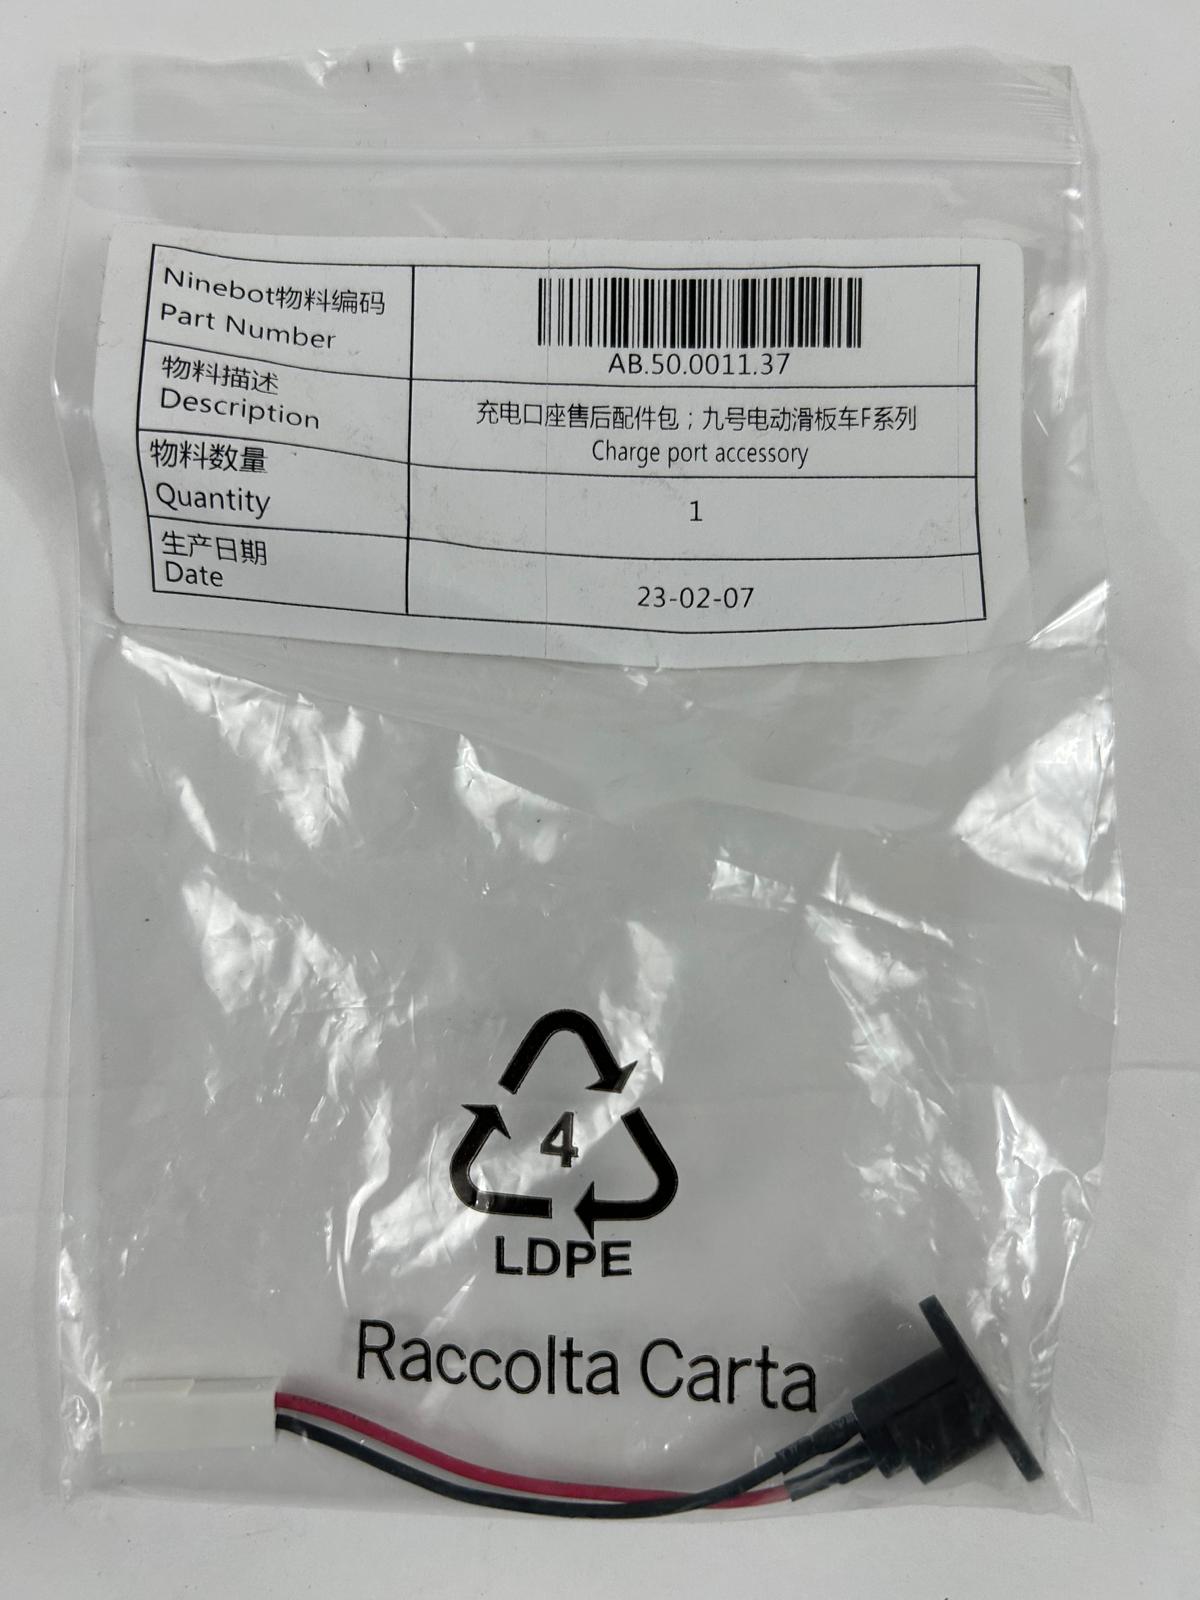 Ninebot物料编码
Part Number
AB.50.0011.37
物料描述
Description
充电口座售后配件包；九号电动滑板车F系列
Charge port accessory
物料数量
Quantity
1
生产日期
Date
23-02-07
4
LDPE
Raccolta Carta